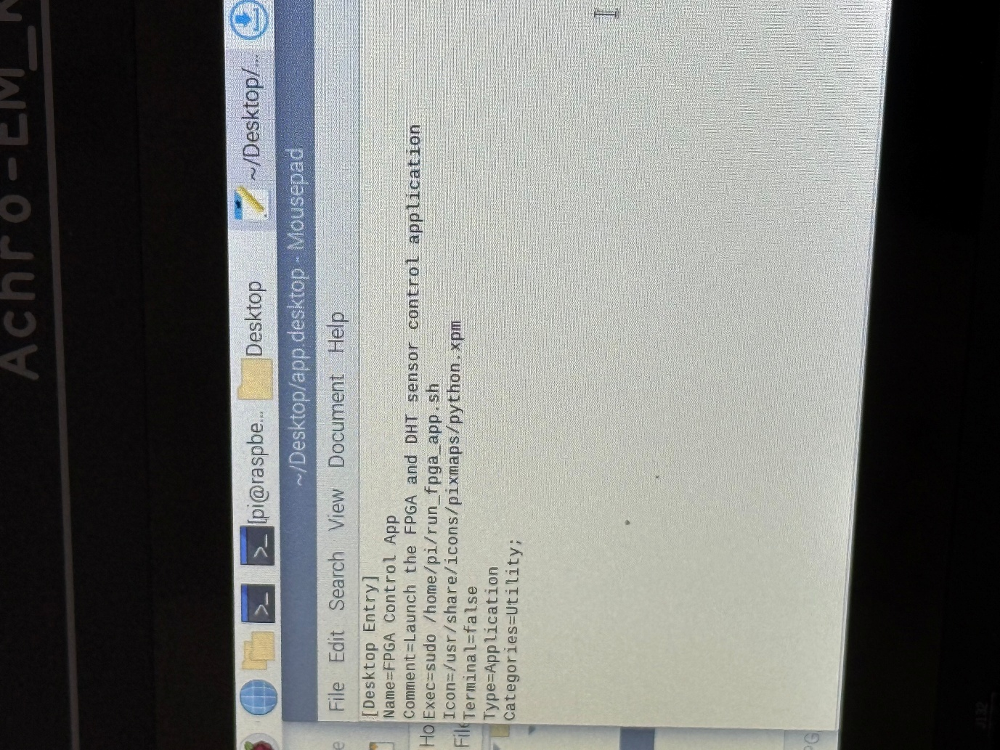 Achro-EM_
[pi@raspbe...
Desktop
~/Desktop/...
~/Desktop/app.desktop - Mousepad
File Edit Search View Document Help
[Desktop Entry]
Name=FPGA Control App
Comment=Launch the FPGA and DHT sensor control application
Exec=sudo /home/pi/run_fpga_app.sh
Icon=/usr/share/icons/pixmaps/python.xpm
Terminal=false
Type=Application
Categories=Utility;